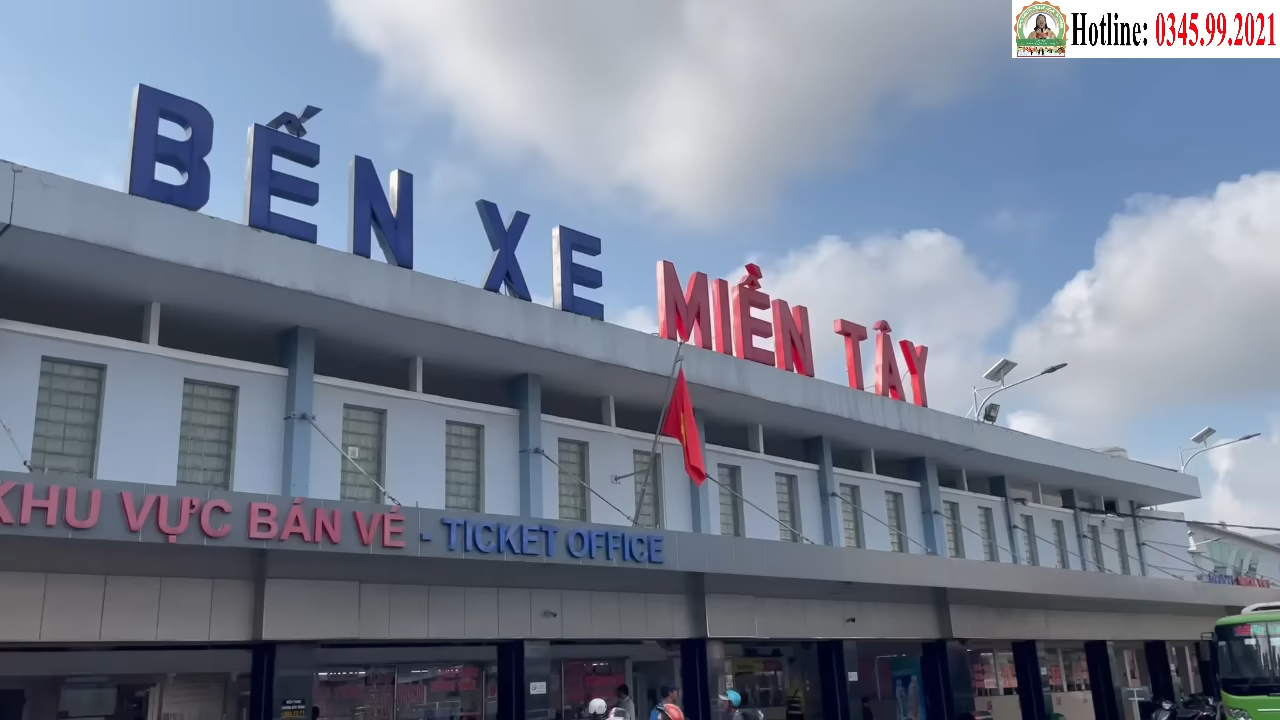 Hotline: 0345.99.2021
BẾN XE MIỀN TÂY
KHU VỰC BÁN VÉ - TICKET OFFICE